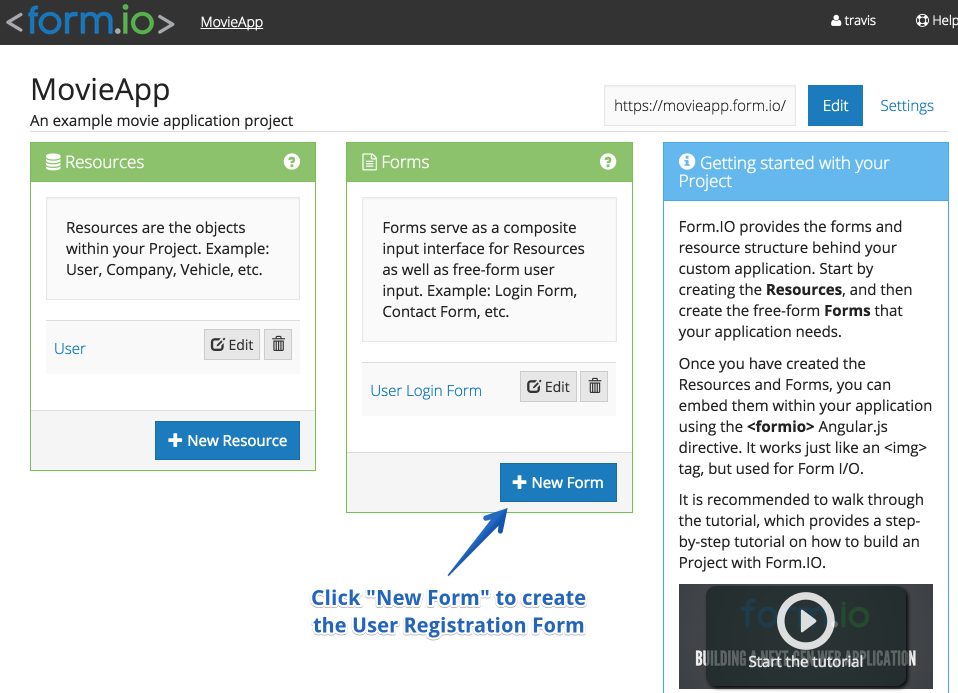 <form.io>
MovieApp
travis
Help
MovieApp
An example movie application project
https://movieapp.form.io/
Edit
Settings
Resources
Resources are the objects
within your Project. Example:
User, Company, Vehicle, etc.
User
Edit
New Resource
Forms
Forms serve as a composite
input interface for Resources
as well as free-form user
input. Example: Login Form,
Contact Form, etc.
User Login Form
Edit
New Form
Click "New Form" to create
the User Registration Form
Getting started with your
Project
Form.IO provides the forms and
resource structure behind your
custom application. Start by
creating the Resources, and then
create the free-form Forms that
your application needs.
Once you have created the
Resources and Forms, you can
embed them within your application
using the <formio> Angular.js
directive. It works just like an <img>
tag, but used for Form I/O.
It is recommended to walk through
the tutorial, which provides a step-
by-step tutorial on how to build an
Project with Form.IO.
form.io
BUILDING A NEXT-GEN WEB APPLICATION
Start the tutorial